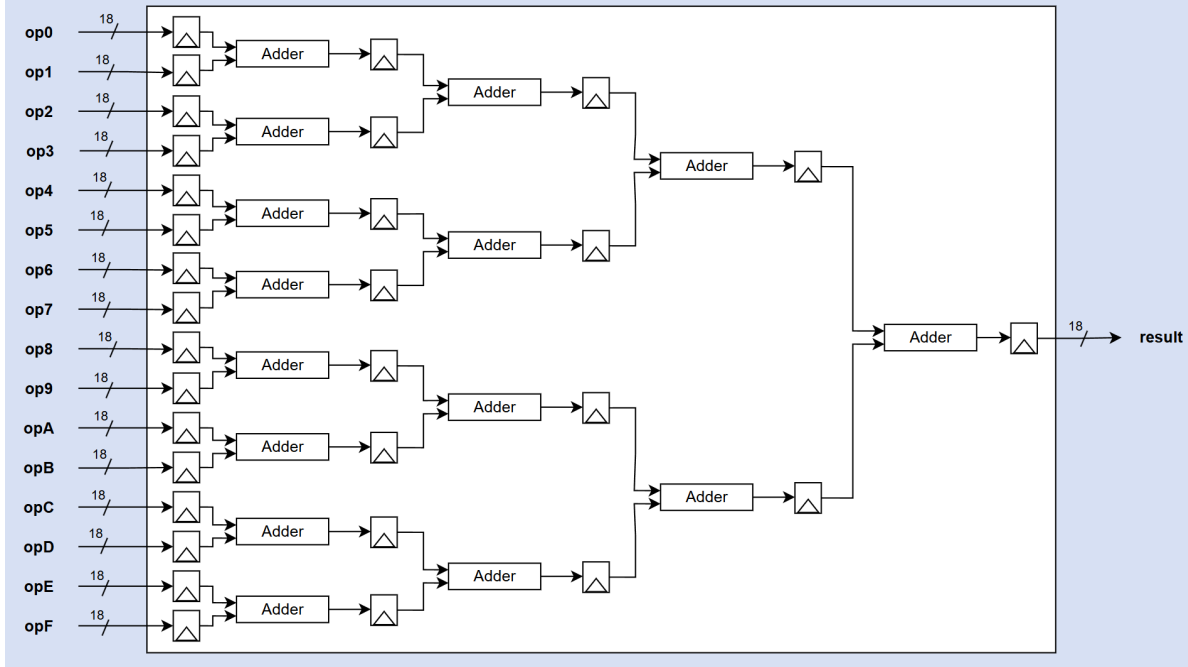 op0 18
Adder
op1 18
Adder
op2 18
Adder
op3 18
Adder
op4 18
Adder
op5 18
Adder
op6 18
Adder
op7 18
Adder
18 result
op8 18
Adder
op9 18
Adder
opA 18
Adder
opB 18
Adder
opC 18
Adder
opD 18
Adder
opE 18
Adder
opF 18